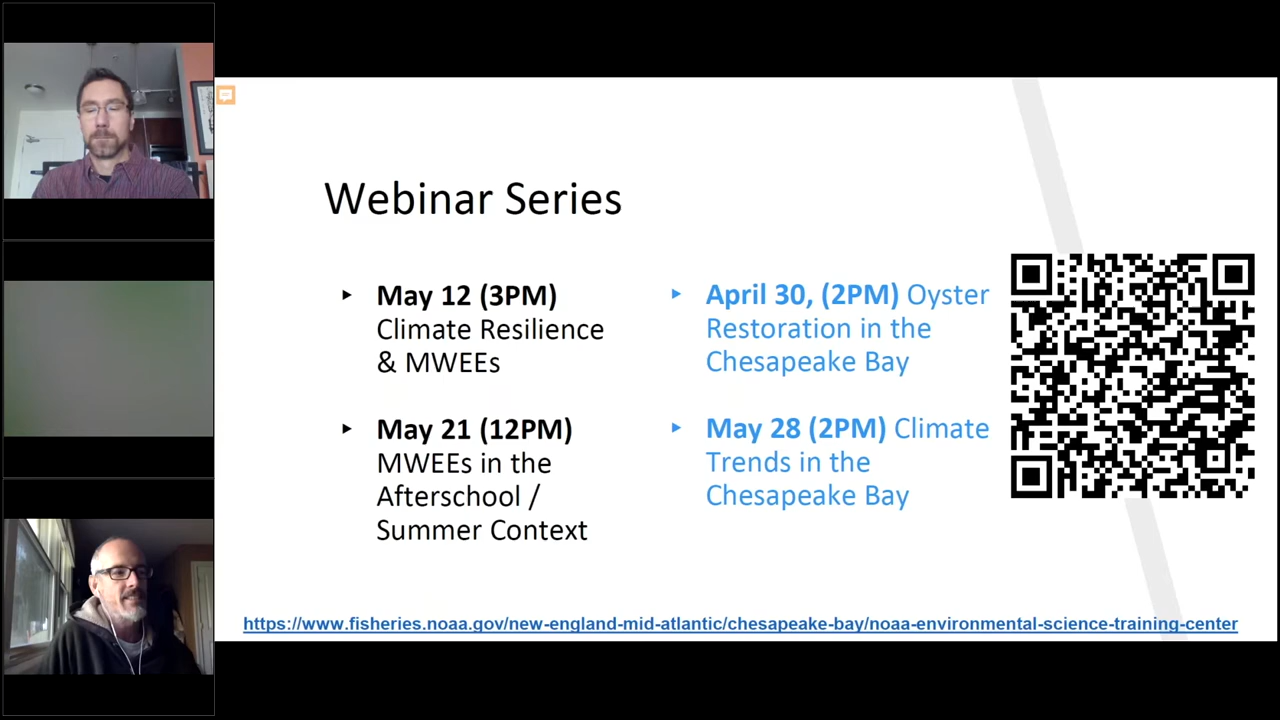 Webinar Series
May 12 (3PM)
Climate Resilience
& MWEEs
May 21 (12PM)
MWEEs in the
Afterschool /
Summer Context
April 30, (2PM) Oyster
Restoration in the
Chesapeake Bay
May 28 (2PM) Climate
Trends in the
Chesapeake Bay
https://www.fisheries.noaa.gov/new-england-mid-atlantic/chesapeake-bay/noaa-environmental-science-training-center